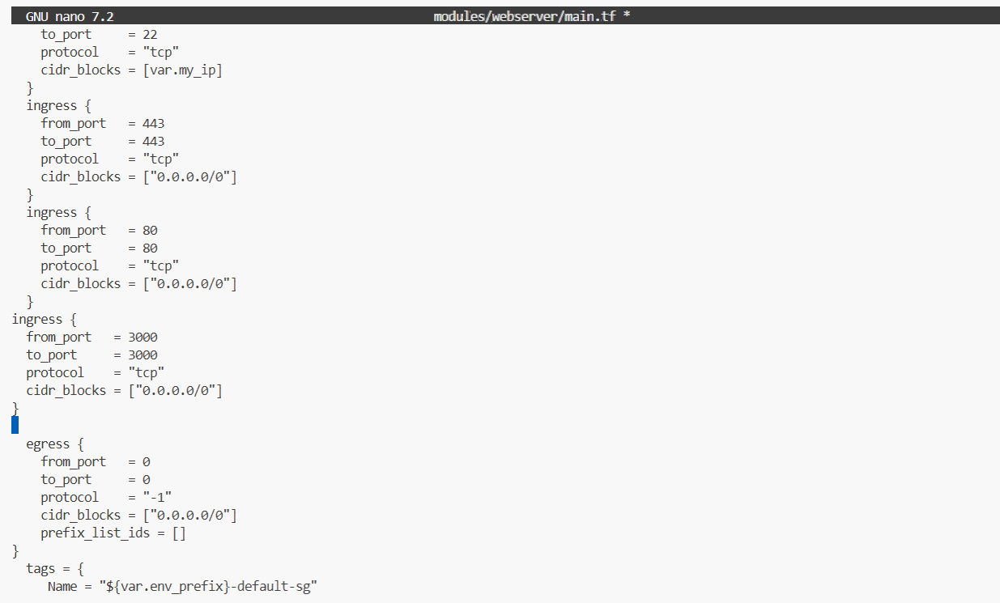 GNU nano 7.2 modules/webserver/main.tf *
    to_port     = 22
    protocol    = "tcp"
    cidr_blocks = [var.my_ip]
  }
  ingress {
    from_port   = 443
    to_port     = 443
    protocol    = "tcp"
    cidr_blocks = ["0.0.0.0/0"]
  }
  ingress {
    from_port   = 80
    to_port     = 80
    protocol    = "tcp"
    cidr_blocks = ["0.0.0.0/0"]
  }
ingress {
  from_port   = 3000
  to_port     = 3000
  protocol    = "tcp"
  cidr_blocks = ["0.0.0.0/0"]
}
  egress {
    from_port   = 0
    to_port     = 0
    protocol    = "-1"
    cidr_blocks = ["0.0.0.0/0"]
    prefix_list_ids = []
}
  tags = {
     Name = "${var.env_prefix}-default-sg"